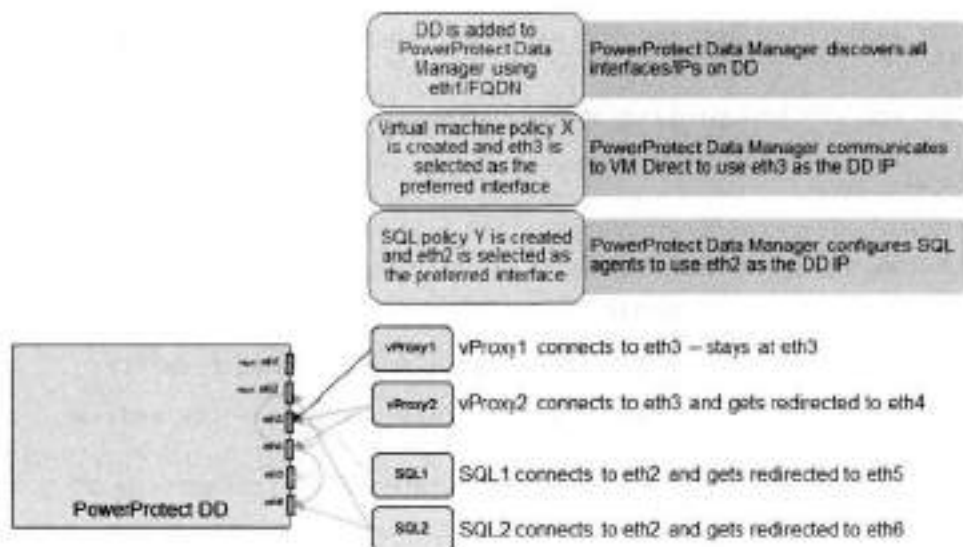 DD is added to
PowerProtect Data
Manager using
eth1/FQDN
PowerProtect Data Manager discovers all
interfaces/IPs on DD
Virtual machine policy X
is created and eth3 is
selected as the
preferred interface
PowerProtect Data Manager communicates
to VM Direct to use eth3 as the DD IP
SQL policy Y is created
and eth2 is selected as
the preferred interface
PowerProtect Data Manager configures SQL
agents to use eth2 as the DD IP
vProxy1
vProxy1 connects to eth3 – stays at eth3
vProxy2
vProxy2 connects to eth3 and gets redirected to eth4
SQL1
SQL1 connects to eth2 and gets redirected to eth5
SQL2
SQL2 connects to eth2 and gets redirected to eth6
PowerProtect DD